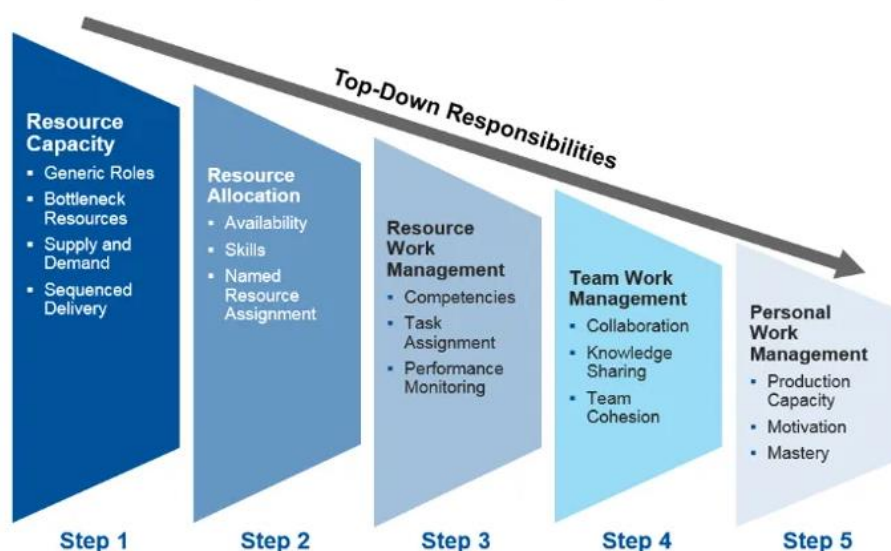 Top-Down Responsibilities
Resource
Capacity
▪ Generic Roles
▪ Bottleneck
Resources
▪ Supply and
Demand
▪ Sequenced
Delivery
Step 1
Resource
Allocation
▪ Availability
▪ Skills
▪ Named
Resource
Assignment
Step 2
Resource
Work
Management
▪ Competencies
▪ Task
Assignment
▪ Performance
Monitoring
Step 3
Team Work
Management
▪ Collaboration
▪ Knowledge
Sharing
▪ Team
Cohesion
Step 4
Personal
Work
Management
▪ Production
Capacity
▪ Motivation
▪ Mastery
Step 5